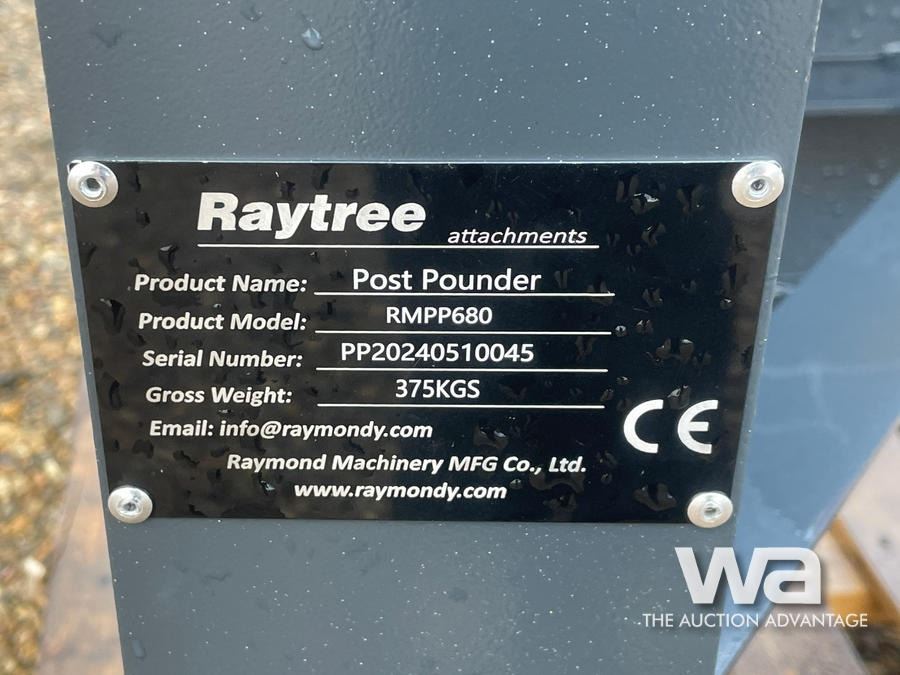 Raytree
attachments
Product Name: Post Pounder
Product Model: RMPP680
Serial Number: PP20240510045
Gross Weight: 375KGS
Email: info@raymondy.com
CE
Raymond Machinery MFG Co., Ltd.
www.raymondy.com
wa
THE AUCTION ADVANTAGE